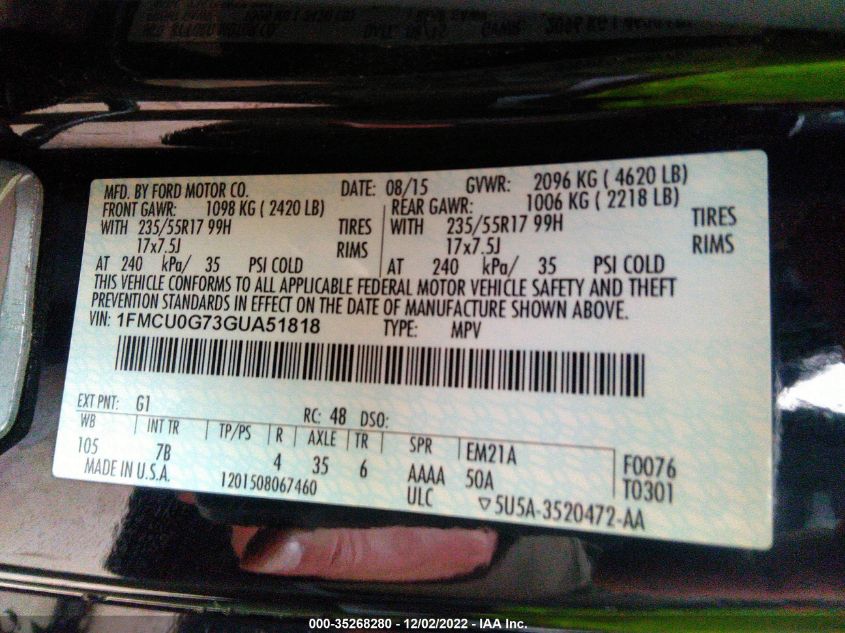 MFD. BY FORD MOTOR CO. DATE: 08/15 GVWR: 2096 KG ( 4620 LB)
FRONT GAWR: 1098 KG ( 2420 LB) REAR GAWR: 1006 KG ( 2218 LB)
WITH 235/55R17 99H TIRES WITH 235/55R17 99H TIRES
17x7.5J RIMS 17x7.5J RIMS
AT 240 kPa/ 35 PSI COLD AT 240 kPa/ 35 PSI COLD
THIS VEHICLE CONFORMS TO ALL APPLICABLE FEDERAL MOTOR VEHICLE SAFETY AND THEFT
PREVENTION STANDARDS IN EFFECT ON THE DATE OF MANUFACTURE SHOWN ABOVE.
VIN: 1FMCU0G73GUA51818 TYPE: MPV
EXT PNT: G1 RC: 48 DSO:
WB INT TR TP/PS R AXLE TR SPR EM21A F0076
105 7B 4 35 6 AAAA 50A T0301
MADE IN U.S.A. 1201508067460 ULC ▽5U5A-3520472-AA
000-35268280 - 12/02/2022 - IAA Inc.